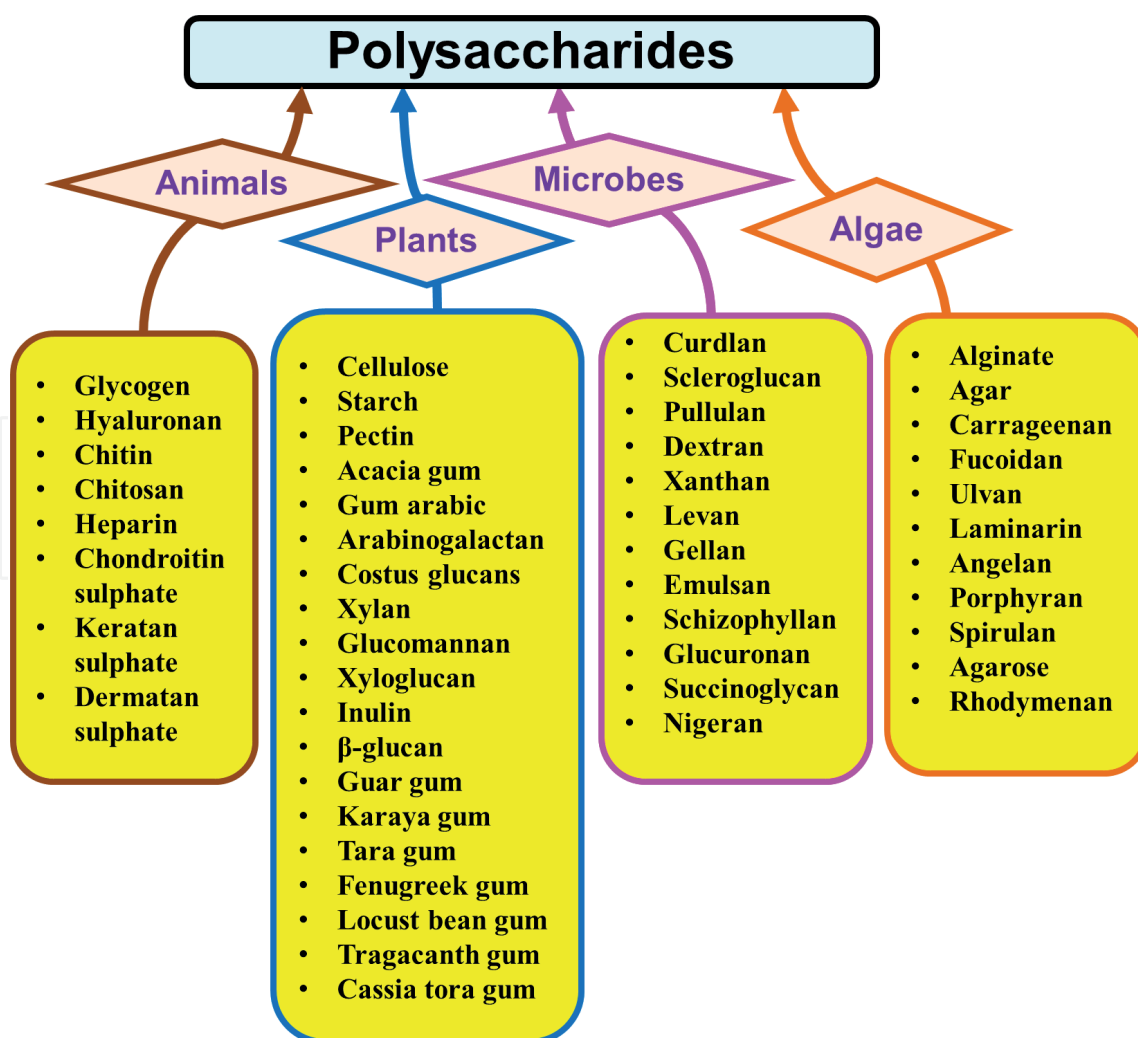 Polysaccharides
Animals
Plants
Microbes
Algae
• Glycogen
• Hyaluronan
• Chitin
• Chitosan
• Heparin
• Chondroitin
sulphate
• Keratan
sulphate
• Dermatan
sulphate
• Cellulose
• Starch
• Pectin
• Acacia gum
• Gum arabic
• Arabinogalactan
• Costus glucans
• Xylan
• Glucomannan
• Xyloglucan
• Inulin
• β-glucan
• Guar gum
• Karaya gum
• Tara gum
• Fenugreek gum
• Locust bean gum
• Tragacanth gum
• Cassia tora gum
• Curdlan
• Scleroglucan
• Pullulan
• Dextran
• Xanthan
• Levan
• Gellan
• Emulsan
• Schizophyllan
• Glucuronan
• Succinoglycan
• Nigeran
• Alginate
• Agar
• Carrageenan
• Fucoidan
• Ulvan
• Laminarin
• Angelan
• Porphyran
• Spirulan
• Agarose
• Rhodymenan